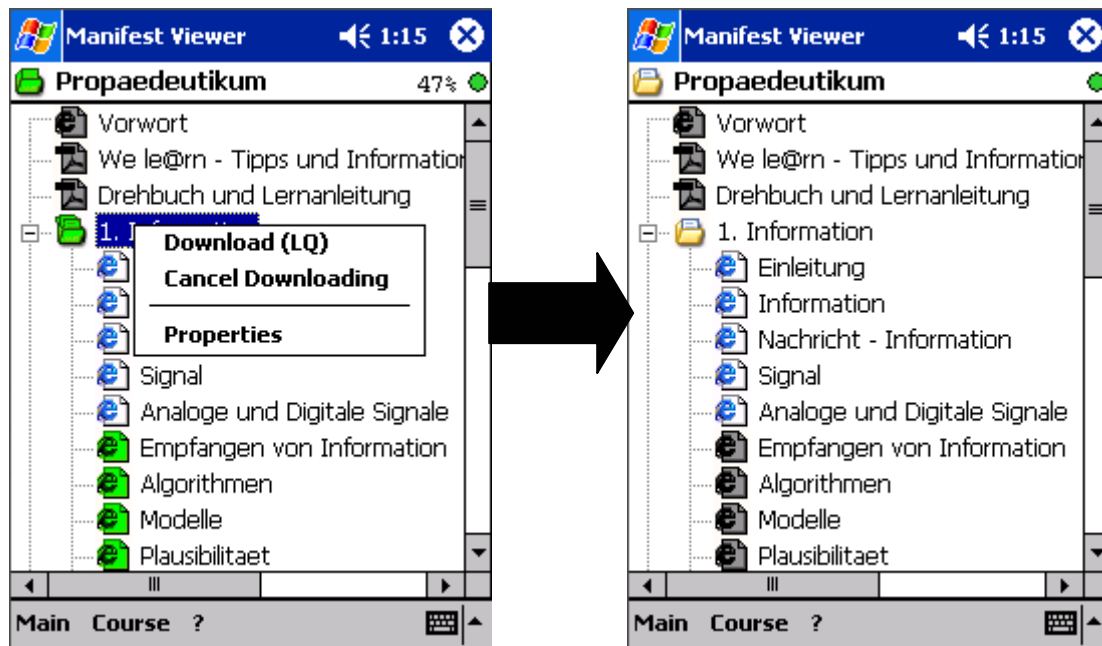 Manifest Viewer 1:15
Propaedeutikum 47%
Vorwort
We le@rn - Tipps und Information
Drehbuch und Lernanleitung
1. I
Download (LQ)
Cancel Downloading
Properties
Signal
Analoge und Digitale Signale
Empfangen von Information
Algorithmen
Modelle
Plausibilitaet
Main Course ?
Manifest Viewer 1:15
Propaedeutikum
Vorwort
We le@rn - Tipps und Information
Drehbuch und Lernanleitung
1. Information
Einleitung
Information
Nachricht - Information
Signal
Analoge und Digitale Signale
Empfangen von Information
Algorithmen
Modelle
Plausibilitaet
Main Course ?